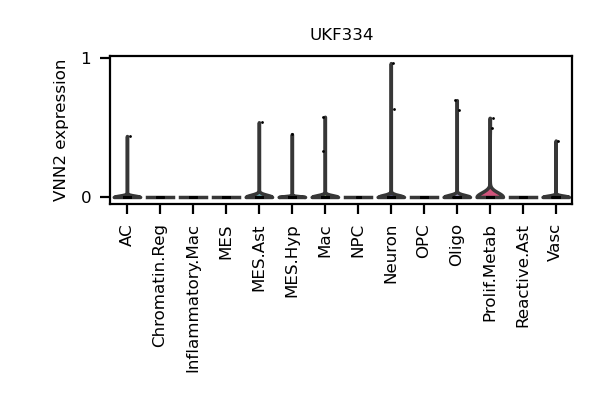 UKF334
VNN2 expression
1
0
AC
Chromatin.Reg
Inflammatory.Mac
MES
MES.Ast
MES.Hyp
Mac
NPC
Neuron
OPC
Oligo
Prolif.Metab
Reactive.Ast
Vasc